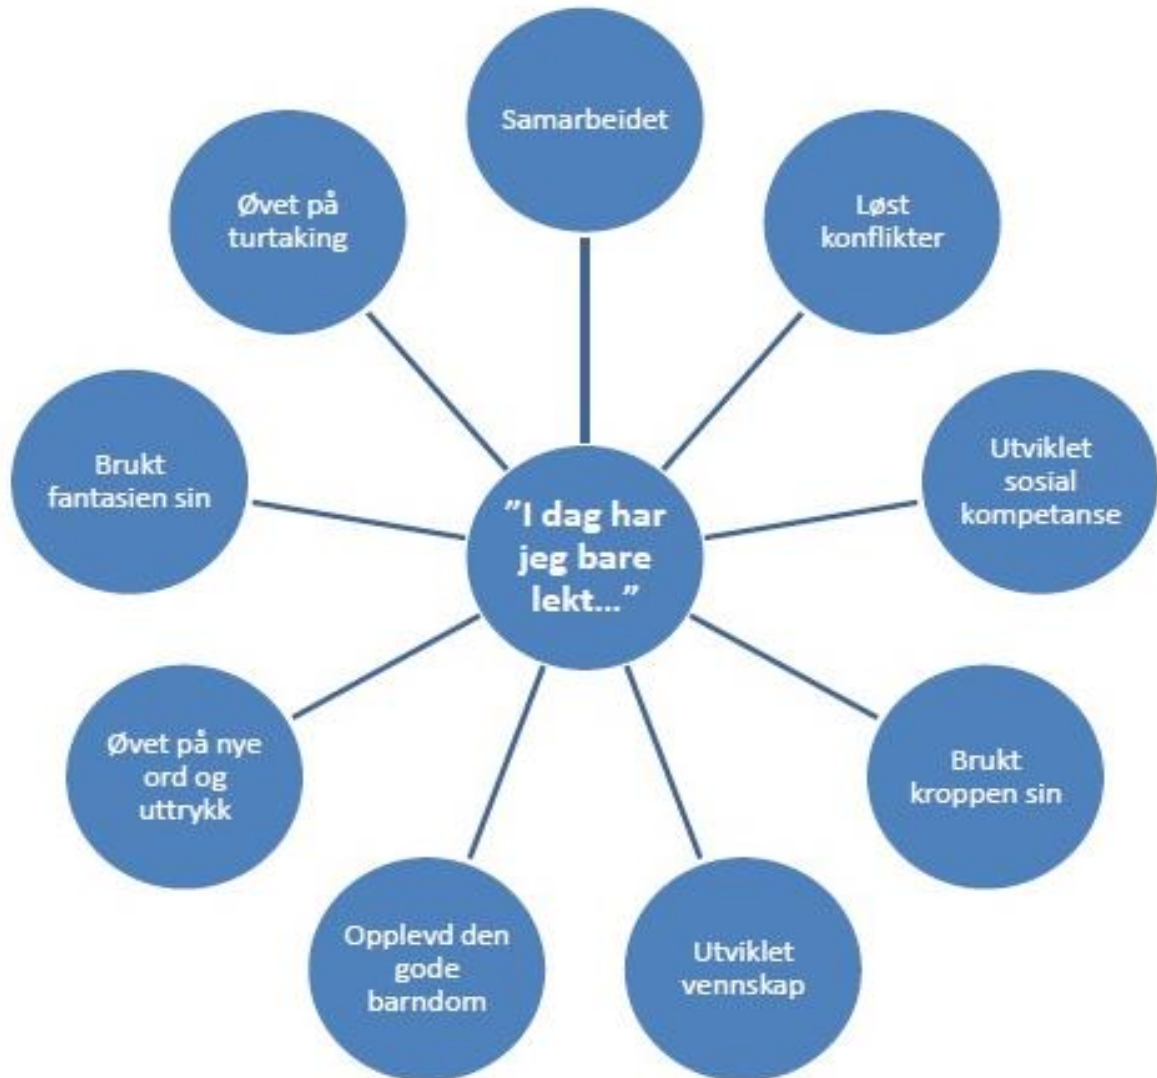 Samarbeidet
Løst
konflikter
Utviklet
sosial
kompetanse
Brukt
kroppen sin
Utviklet
vennskap
Opplevd den
gode
barndom
Øvet på nye
ord og
uttrykk
Brukt
fantasien sin
Øvet på
turtaking
”I dag har
jeg bare
lekt...”